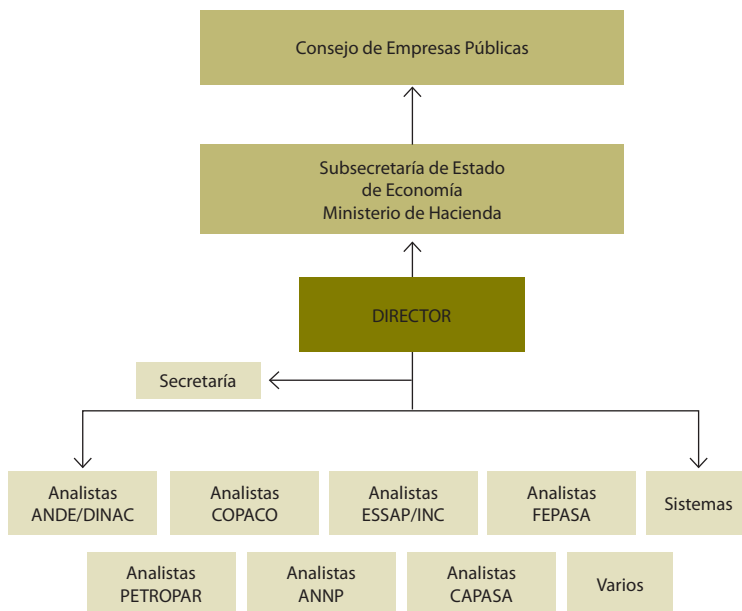 Consejo de Empresas Públicas
Subsecretaría de Estado
de Economía
Ministerio de Hacienda
DIRECTOR
Secretaría
Analistas
ANDE/DINAC
Analistas
COPACO
Analistas
ESSAP/INC
Analistas
FEPASA
Sistemas
Analistas
PETROPAR
Analistas
ANNP
Analistas
CAPASA
Varios